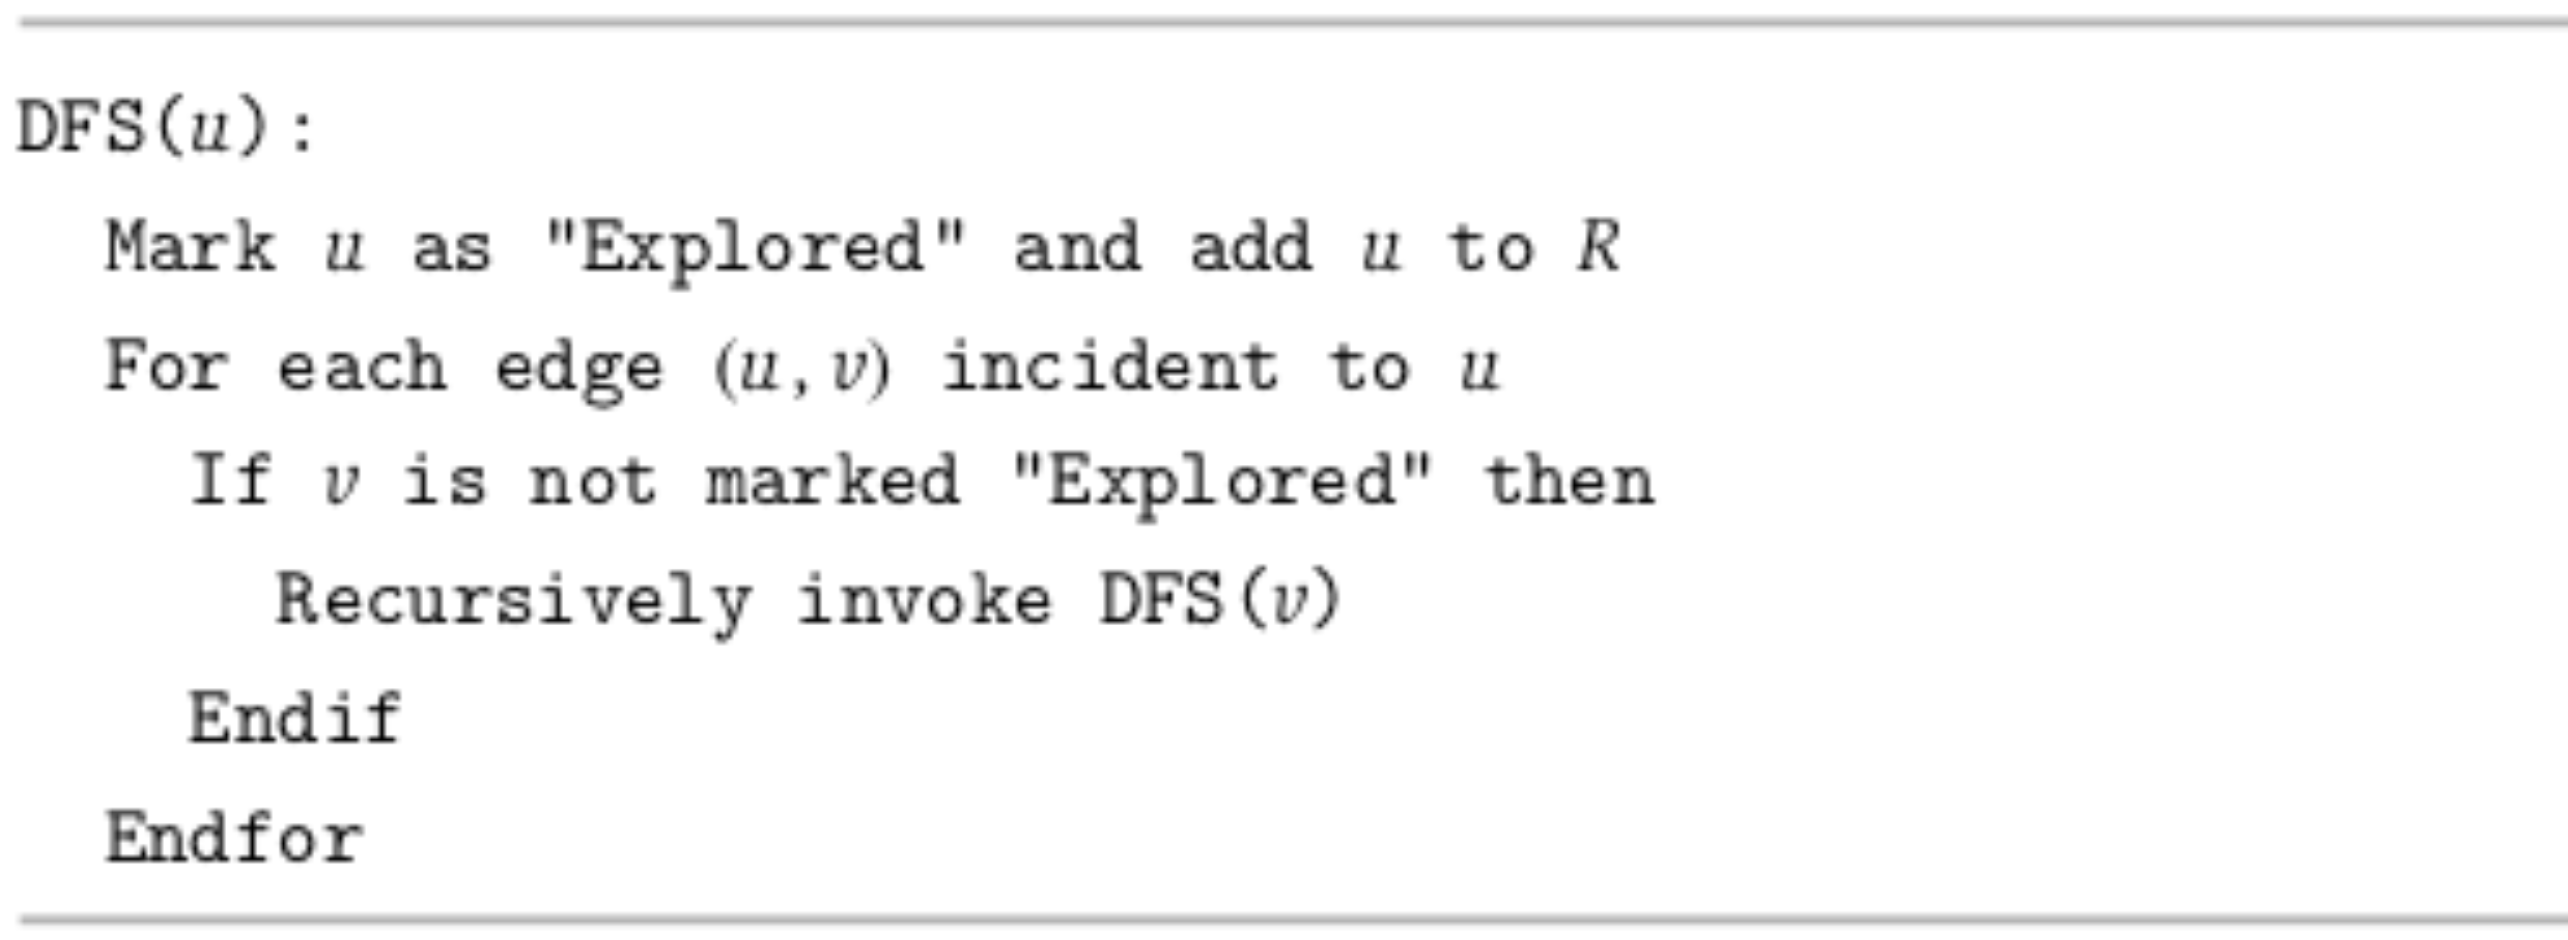 DFS(u):
Mark u as "Explored" and add u to R
For each edge (u, v) incident to u
If v is not marked "Explored" then
Recursively invoke DFS(v)
Endif
Endfor